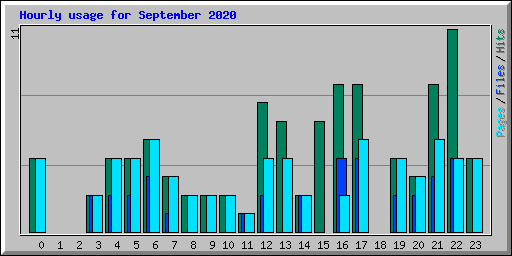 Hourly usage for September 2020
11
Pages/Files/Hits
0 1 2 3 4 5 6 7 8 9 10 11 12 13 14 15 16 17 18 19 20 21 22 23